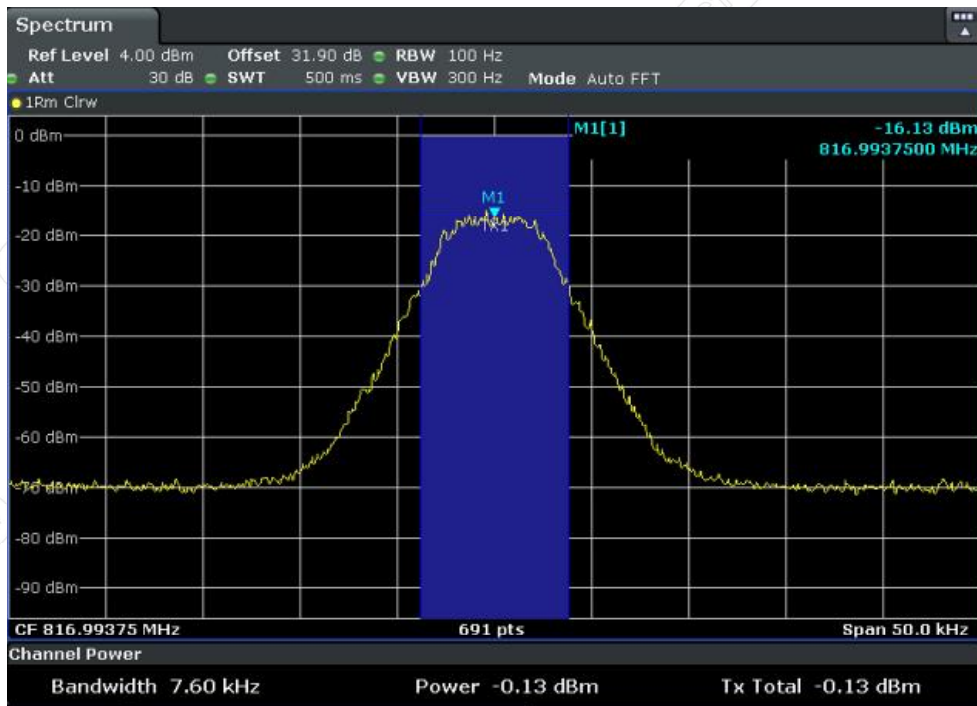 Spectrum
Ref Level 4.00 dBm Offset 31.90 dB RBW 100 Hz
Att 30 dB SWT 500 ms VBW 300 Hz Mode Auto FFT
1Rm Clrw
0 dBm
M1[1] -16.13 dBm
816.9937500 MHz
-10 dBm
M1
-20 dBm
-30 dBm
-40 dBm
-50 dBm
-60 dBm
-70 dBm
-80 dBm
-90 dBm
CF 816.99375 MHz 691 pts Span 50.0 kHz
Channel Power
Bandwidth 7.60 kHz Power -0.13 dBm Tx Total -0.13 dBm